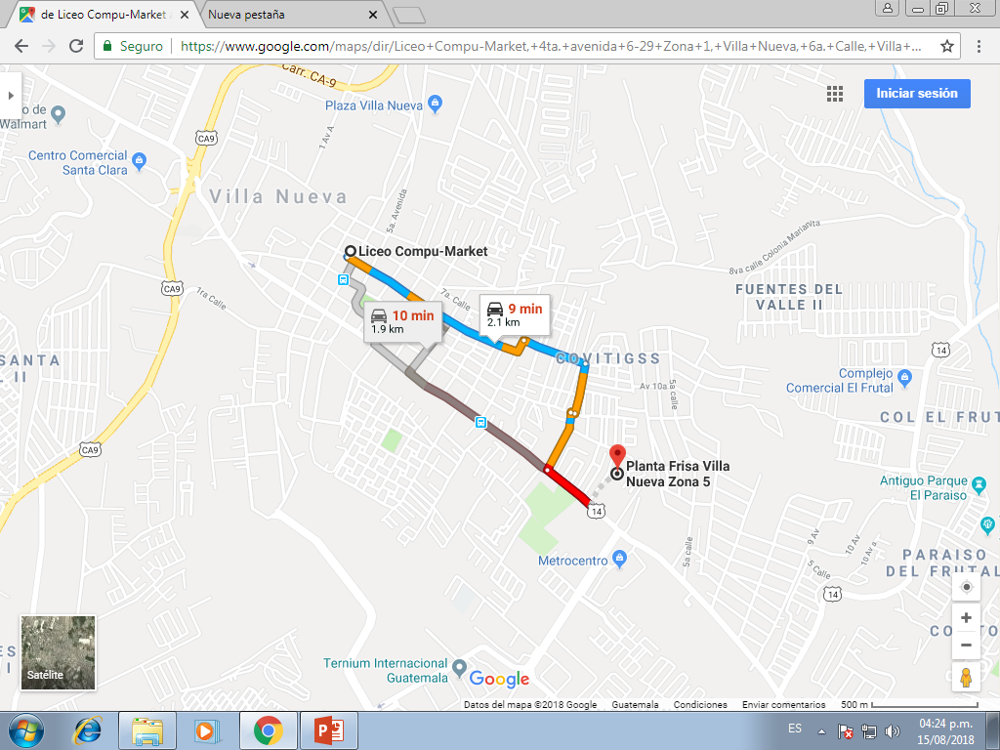 de Liceo Compu-Market
Nueva pestaña
Seguro
https://www.google.com/maps/dir/Liceo+Compu-Market,+4ta.+avenida+6-29+Zona+1,+Villa+Nueva,+6a.+Calle,+Villa+...
Carr. CA-9
Iniciar sesión
Plaza Villa Nueva
o de
Walmart
CA9
1 Av A
Centro Comercial
Santa Clara
Villa Nueva
5a. Avenida
8va calle Colonia MariaVta
Liceo Compu-Market
CA9
1ra Calle
7a. Calle
FUENTES DEL
VALLE II
10 min
1.9 km
9 min
2.1 km
14
SANTA
L II
COVITIGSS
Av 10a
5a calle
Complejo
Comercial El Frutal
COL EL FRUT
CA9
Planta Frisa Villa
Nueva Zona 5
Antiguo Parque
El Paraiso
14
5a calle
9 Av
10 Av
10 Av a
5 Calle
Metrocentro
PARAISO
DEL FRUTAL
14
Satélite
Ternium Internacional
Guatemala
Google
Datos del mapa ©2018 Google
Guatemala
Condiciones
Enviar comentarios
500 m
ES
04:24 p.m.
15/08/2018